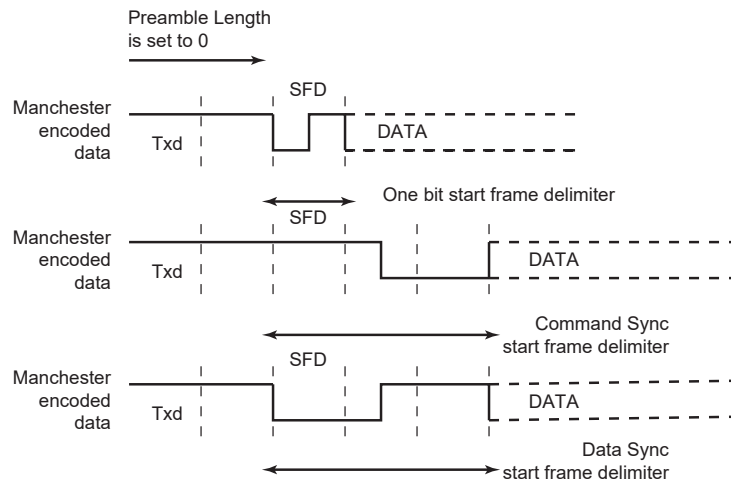 Preamble Length
is set to 0
SFD
Manchester
encoded
data
Txd
DATA
One bit start frame delimiter
SFD
Manchester
encoded
data
Txd
DATA
Command Sync
start frame delimiter
SFD
Manchester
encoded
data
Txd
DATA
Data Sync
start frame delimiter